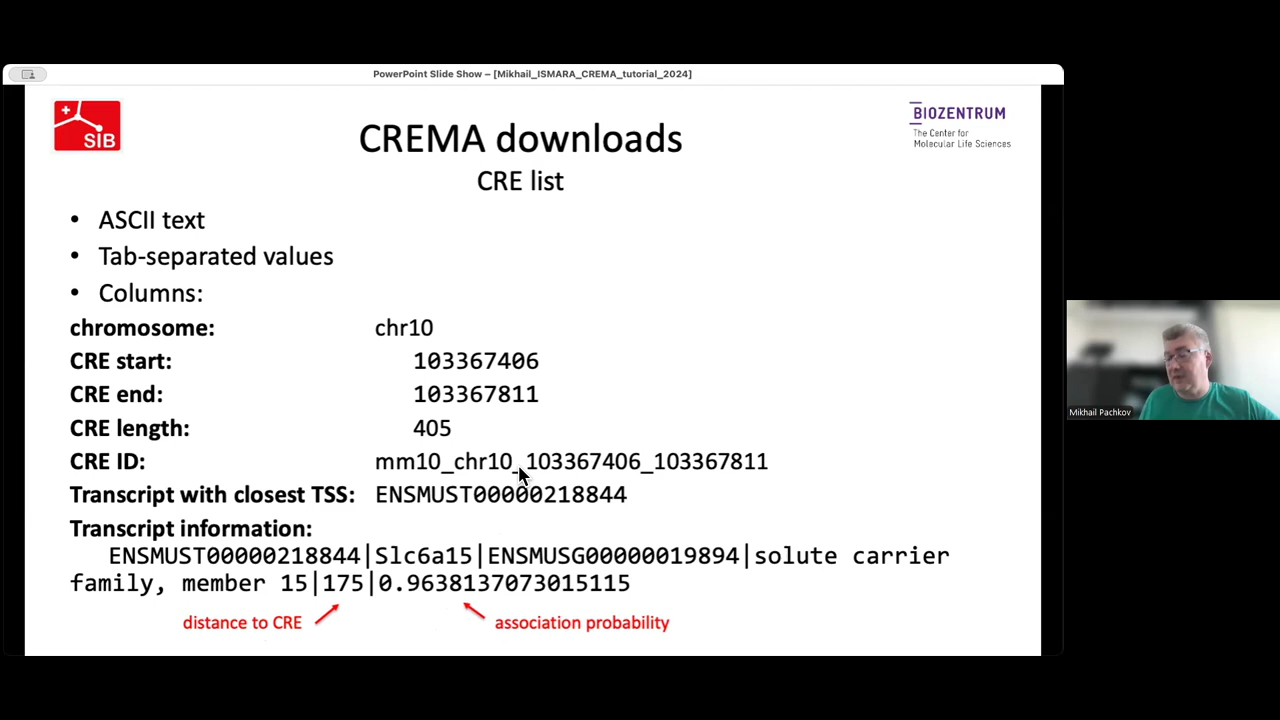 PowerPoint Slide Show – [Mikhail_ISMARA_CREMA_tutorial_2024]
SIB
BIOZENTRUM
The Center for
Molecular Life Sciences
CREMA downloads
CRE list
• ASCII text
• Tab-separated values
• Columns:
chromosome: chr10
CRE start: 103367406
CRE end: 103367811
CRE length: 405
CRE ID: mm10_chr10_103367406_103367811
Transcript with closest TSS: ENSMUST00000218844
Transcript information:
ENSMUST00000218844|Slc6a15|ENSMUSG00000019894|solute carrier
family, member 15|175|0.9638137073015115
distance to CRE
association probability
Mikhail Pachkov